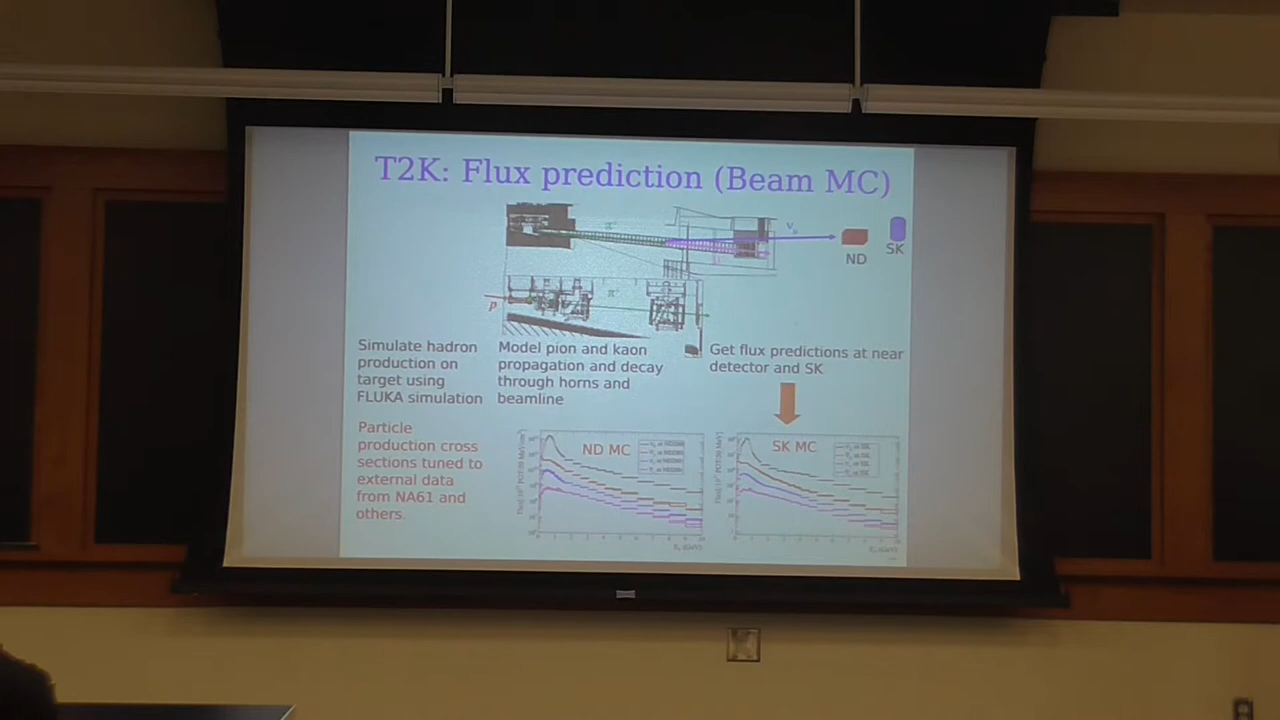 T2K: Flux prediction (Beam MC)
ND
SK
p
Simulate hadron
production on
target using
FLUKA simulation
Model pion and kaon
propagation and decay
through horns and
beamline
Get flux predictions at near
detector and SK
Particle
production cross
sections tuned to
external data
from NA61 and
others.
ND MC
SK MC